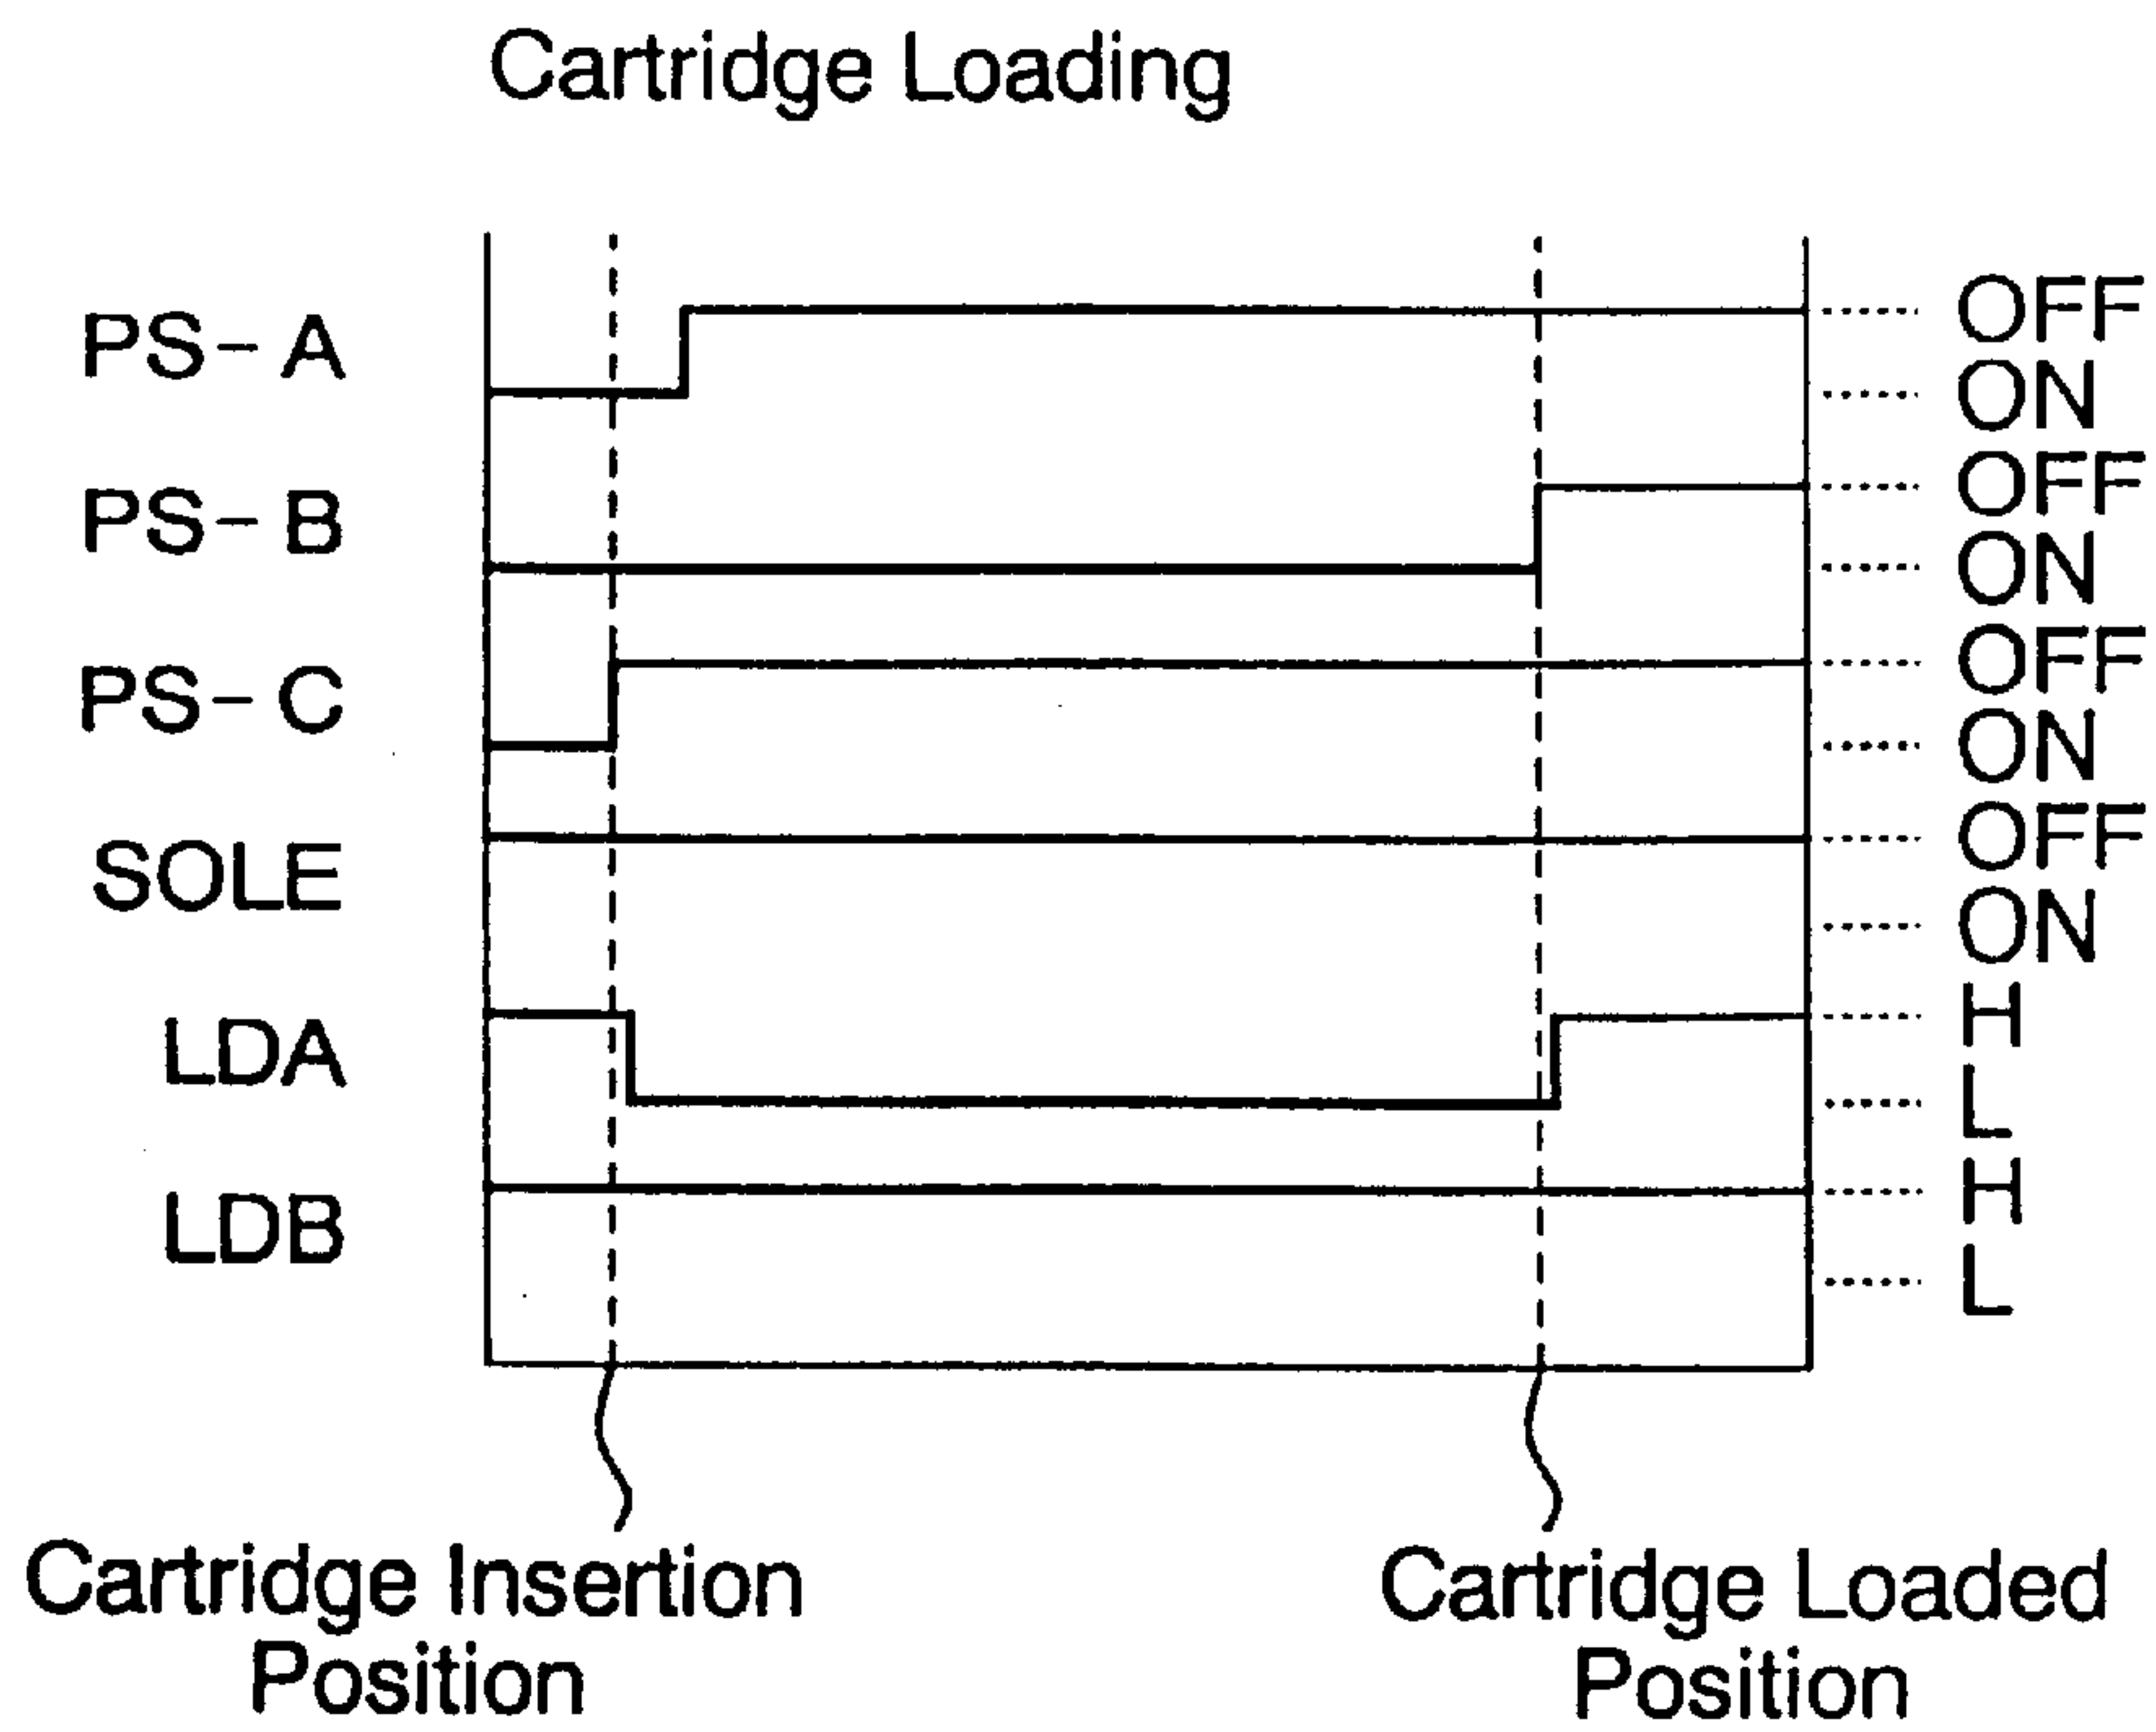 Cartridge Loading
PS-A
OFF
ON
PS-B
OFF
ON
PS-C
OFF
ON
SOLE
OFF
ON
LDA
H
L
LDB
H
L
Cartridge Insertion
Position
Cartridge Loaded
Position